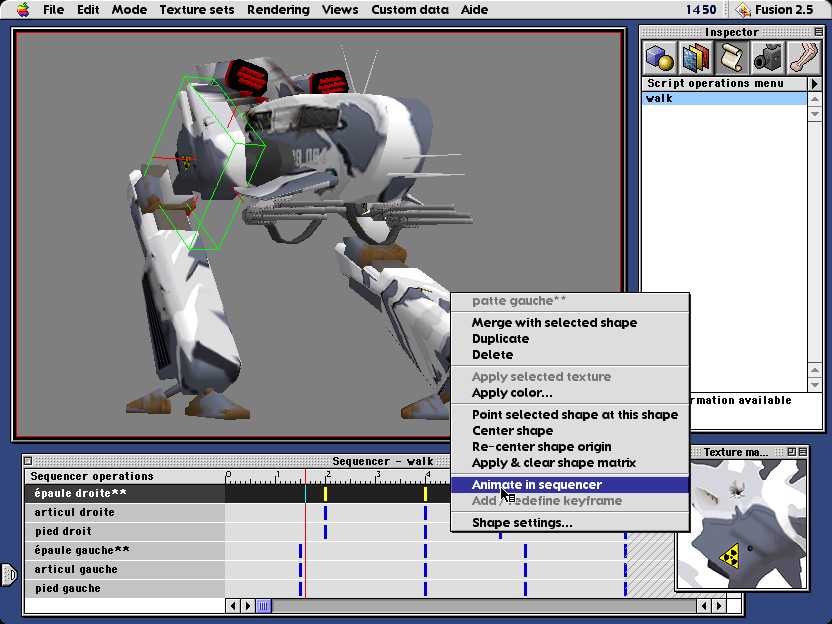 File Edit Mode Texture sets Rendering Views Custom data Aide 1450 Fusion 2.5
Inspector
Script operations menu
walk
patte gauche**
Merge with selected shape
Duplicate
Delete
Apply selected texture
Apply color...
Point selected shape at this shape
Center shape
Re-center shape origin
Apply & clear shape matrix
Animate in sequencer
Add / redefine keyframe
Shape settings...
rmation available
Sequencer - walk
Sequencer operations 0 1 2 3 4
épaule droite**
articul droite
pied droit
épaule gauche**
articul gauche
pied gauche
Texture ma...